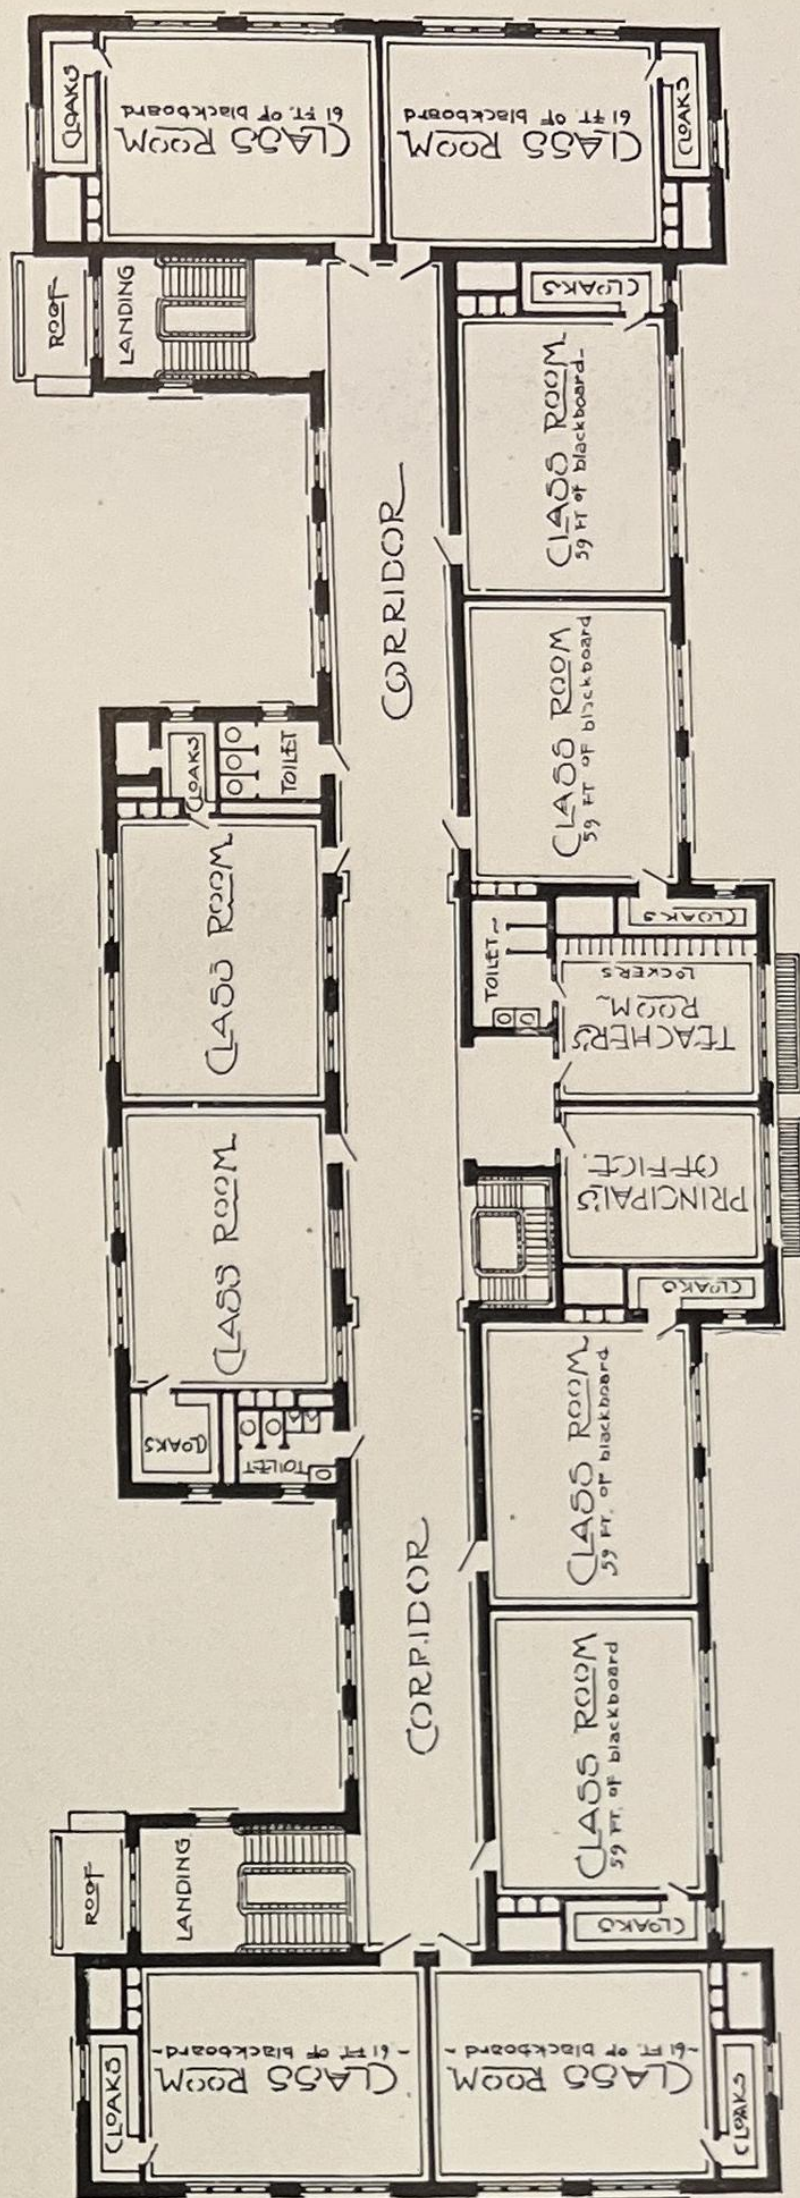 CLOAKS
CLASS ROOM
61 FT. OF blackboard
CLASS ROOM
61 FT. OF blackboard
CLOAKS
ROOF
LANDING
CLOAKS
CLASS ROOM
59 FT of blackboard
CORRIDOR
CLASS ROOM
59 FT OF blackboard
CLOAKS
TOILET
CLASS ROOM
TOILET
CLOAKS
LOCKERS
TEACHER'S
ROOM
CLASS ROOM
PRINCIPAL'S
OFFICE
CLOAKS
CLOAKS
TOILET
CLASS ROOM
59 FT. of blackboard
CORRIDOR
CLASS ROOM
59 FT. of blackboard
ROOF
LANDING
CLOAKS
CLOAKS
CLASS ROOM
- 61 FT. OF blackboard -
CLASS ROOM
- 61 FT. OF blackboard -
CLOAKS